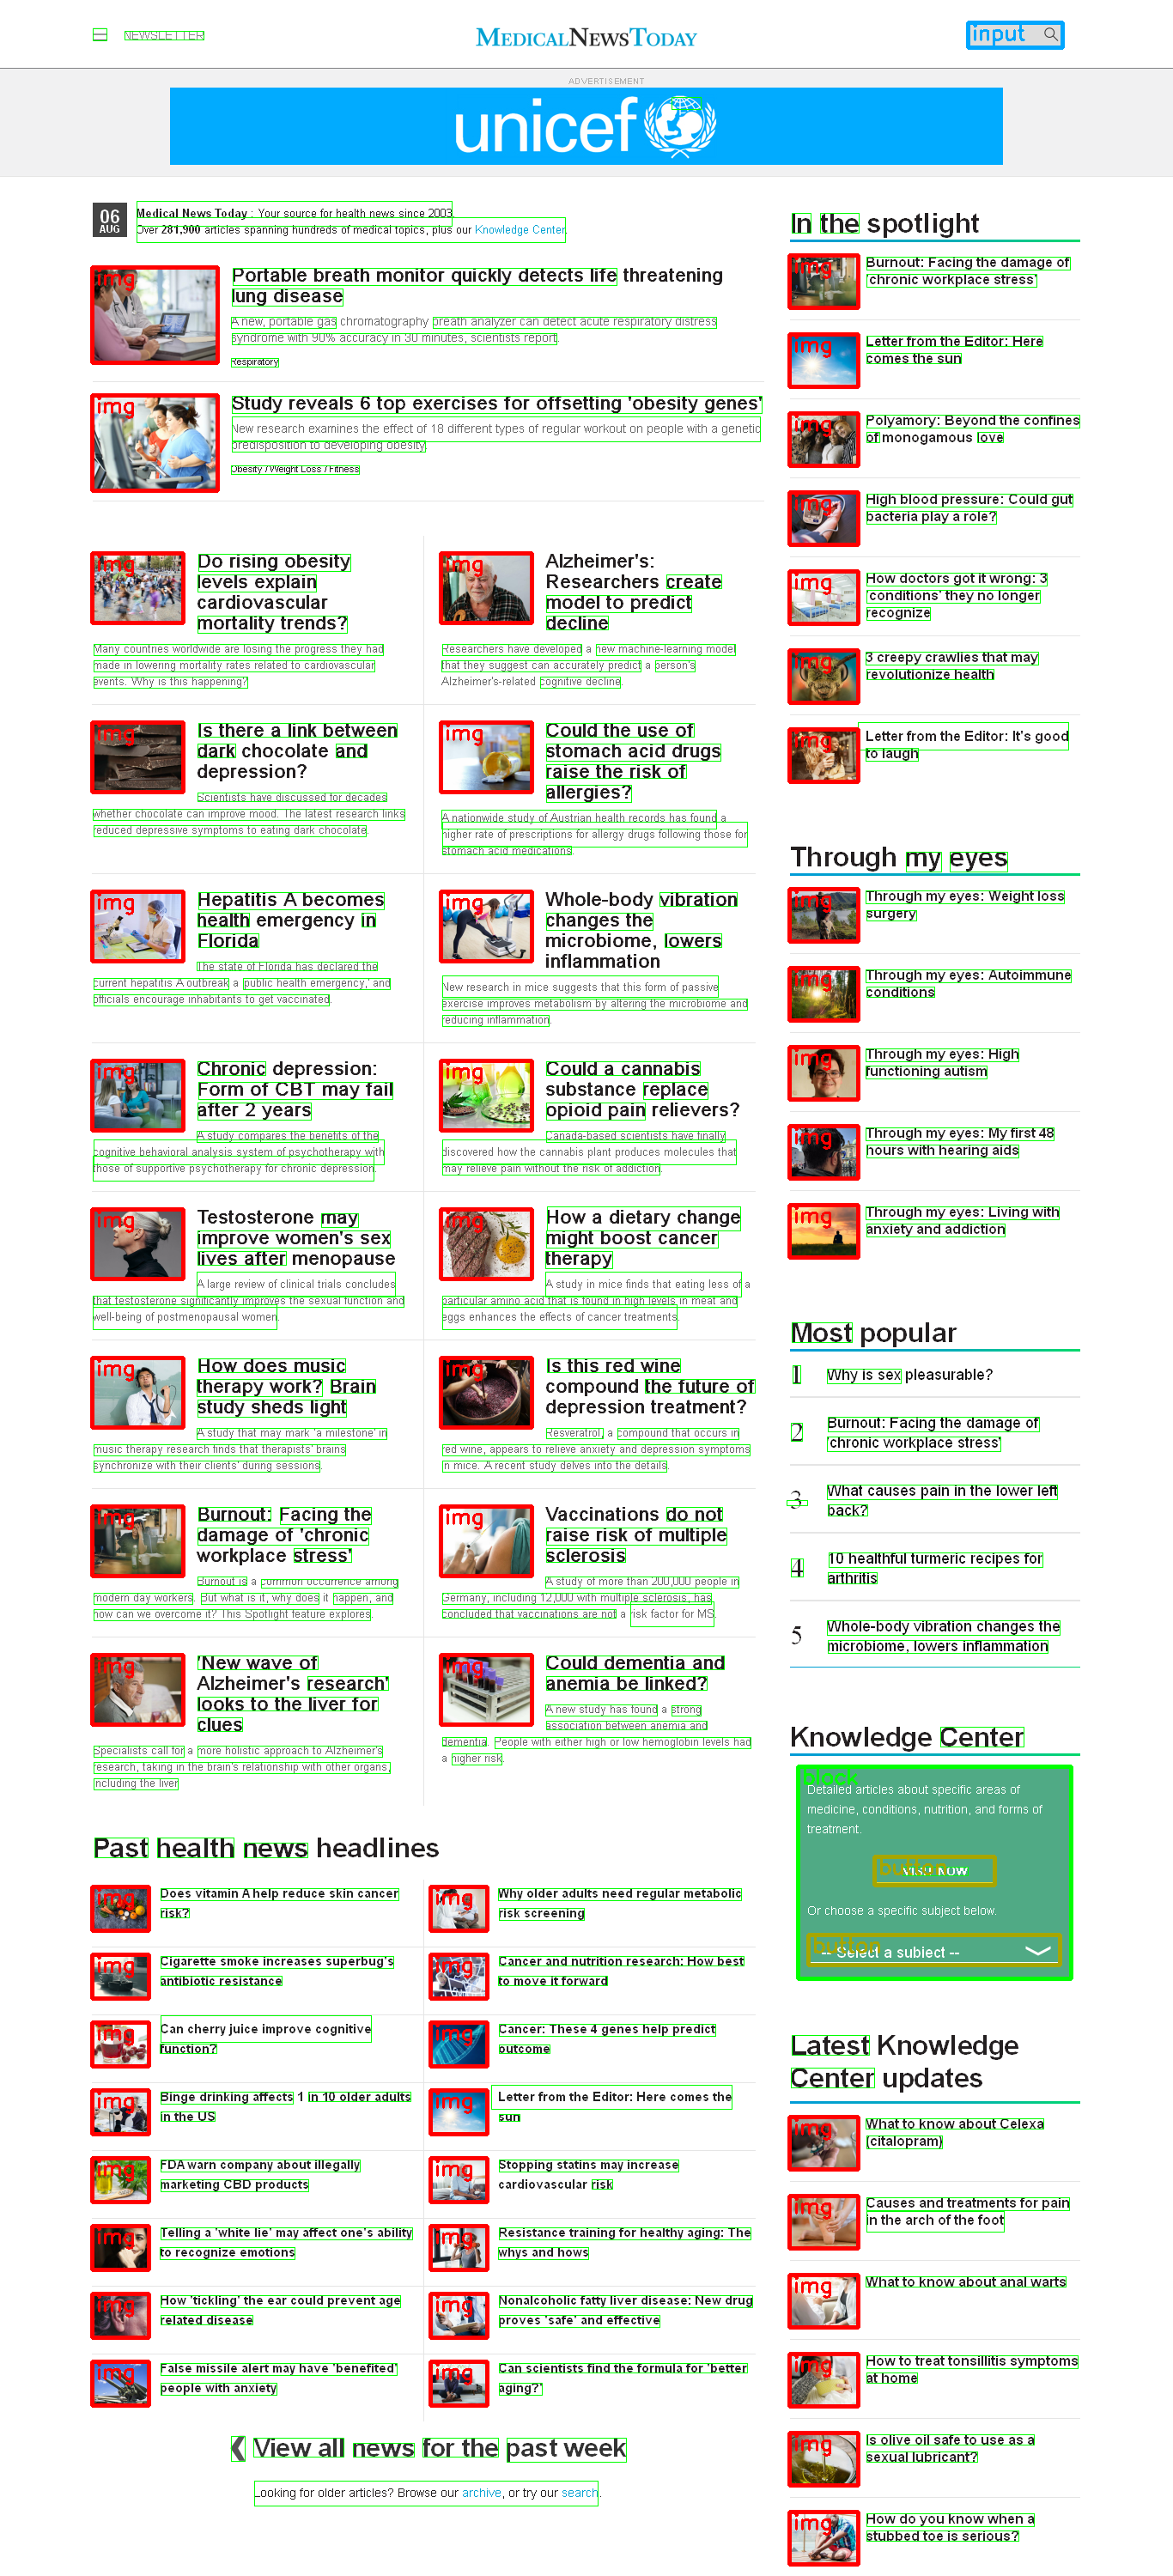 NEWSLETTER
MEDICALNEWSTODAY
input
ADVERTISEMENT
unicef
06
AUG
Medical News Today : Your source for health news since 2003.
Over 281,900 articles spanning hundreds of medical topics, plus our Knowledge Center.
img
Portable breath monitor quickly detects life threatening
lung disease
A new, portable gas chromatography breath analyzer can detect acute respiratory distress
syndrome with 90% accuracy in 30 minutes, scientists report.
Respiratory
img
Study reveals 6 top exercises for offsetting 'obesity genes'
New research examines the effect of 18 different types of regular workout on people with a genetic
predisposition to developing obesity.
Obesity / Weight Loss / Fitness
img
Do rising obesity
levels explain
cardiovascular
mortality trends?
Many countries worldwide are losing the progress they had
made in lowering mortality rates related to cardiovascular
events. Why is this happening?
img
Alzheimer's:
Researchers create
model to predict
decline
Researchers have developed a new machine-learning model
that they suggest can accurately predict a person's
Alzheimer's-related cognitive decline.
img
Is there a link between
dark chocolate and
depression?
Scientists have discussed for decades
whether chocolate can improve mood. The latest research links
reduced depressive symptoms to eating dark chocolate.
img
Could the use of
stomach acid drugs
raise the risk of
allergies?
A nationwide study of Austrian health records has found a
higher rate of prescriptions for allergy drugs following those for
stomach acid medications.
img
Hepatitis A becomes
health emergency in
Florida
The state of Florida has declared the
current hepatitis A outbreak a 'public health emergency,' and
officials encourage inhabitants to get vaccinated.
img
Whole-body vibration
changes the
microbiome, lowers
inflammation
New research in mice suggests that this form of passive
exercise improves metabolism by altering the microbiome and
reducing inflammation.
img
Chronic depression:
Form of CBT may fail
after 2 years
A study compares the benefits of the
cognitive behavioral analysis system of psychotherapy with
those of supportive psychotherapy for chronic depression.
img
Could a cannabis
substance replace
opioid pain relievers?
Canada-based scientists have finally
discovered how the cannabis plant produces molecules that
may relieve pain without the risk of addiction.
img
Testosterone may
improve women's sex
lives after menopause
A large review of clinical trials concludes
that testosterone significantly improves the sexual function and
well-being of postmenopausal women.
img
How a dietary change
might boost cancer
therapy
A study in mice finds that eating less of a
particular amino acid that is found in high levels in meat and
eggs enhances the effects of cancer treatments.
img
How does music
therapy work? Brain
study sheds light
A study that may mark 'a milestone' in
music therapy research finds that therapists' brains
synchronize with their clients' during sessions.
img
Is this red wine
compound the future of
depression treatment?
Resveratrol, a compound that occurs in
red wine, appears to relieve anxiety and depression symptoms
in mice. A recent study delves into the details.
img
Burnout: Facing the
damage of 'chronic
workplace stress'
Burnout is a common occurrence among
modern day workers. But what is it, why does it happen, and
how can we overcome it? This Spotlight feature explores.
img
Vaccinations do not
raise risk of multiple
sclerosis
A study of more than 200,000 people in
Germany, including 12,000 with multiple sclerosis, has
concluded that vaccinations are not a risk factor for MS.
img
'New wave of
Alzheimer's research'
looks to the liver for
clues
Specialists call for a more holistic approach to Alzheimer's
research, taking in the brain's relationship with other organs,
including the liver.
img
Could dementia and
anemia be linked?
A new study has found a strong
association between anemia and
dementia. People with either high or low hemoglobin levels had
a higher risk.
Past health news headlines
img
Does vitamin A help reduce skin cancer
risk?
img
Why older adults need regular metabolic
risk screening
img
Cigarette smoke increases superbug's
antibiotic resistance
img
Cancer and nutrition research: How best
to move it forward
img
Can cherry juice improve cognitive
function?
img
Cancer: These 4 genes help predict
outcome
img
Binge drinking affects 1 in 10 older adults
in the US
img
Letter from the Editor: Here comes the
sun
img
FDA warn company about illegally
marketing CBD products
img
Stopping statins may increase
cardiovascular risk
img
Telling a 'white lie' may affect one's ability
to recognize emotions
img
Resistance training for healthy aging: The
whys and hows
img
How 'tickling' the ear could prevent age
related disease
img
Nonalcoholic fatty liver disease: New drug
proves 'safe' and effective
img
False missile alert may have 'benefited'
people with anxiety
img
Can scientists find the formula for 'better
aging?'
View all news for the past week
Looking for older articles? Browse our archive, or try our search.
In the spotlight
img
Burnout: Facing the damage of
'chronic workplace stress'
img
Letter from the Editor: Here
comes the sun
img
Polyamory: Beyond the confines
of monogamous love
img
High blood pressure: Could gut
bacteria play a role?
img
How doctors got it wrong: 3
'conditions' they no longer
recognize
img
3 creepy crawlies that may
revolutionize health
img
Letter from the Editor: It's good
to laugh
Through my eyes
img
Through my eyes: Weight loss
surgery
img
Through my eyes: Autoimmune
conditions
img
Through my eyes: High
functioning autism
img
Through my eyes: My first 48
hours with hearing aids
img
Through my eyes: Living with
anxiety and addiction
Most popular
1
Why is sex pleasurable?
2
Burnout: Facing the damage of
'chronic workplace stress'
3
What causes pain in the lower left
back?
4
10 healthful turmeric recipes for
arthritis
5
Whole-body vibration changes the
microbiome, lowers inflammation
Knowledge Center
block
Detailed articles about specific areas of
medicine, conditions, nutrition, and forms of
treatment.
button
VISIT NOW
Or choose a specific subject below.
button
-- Select a subject --
Latest Knowledge
Center updates
img
What to know about Celexa
(citalopram)
img
Causes and treatments for pain
in the arch of the foot
img
What to know about anal warts
img
How to treat tonsillitis symptoms
at home
img
Is olive oil safe to use as a
sexual lubricant?
img
How do you know when a
stubbed toe is serious?